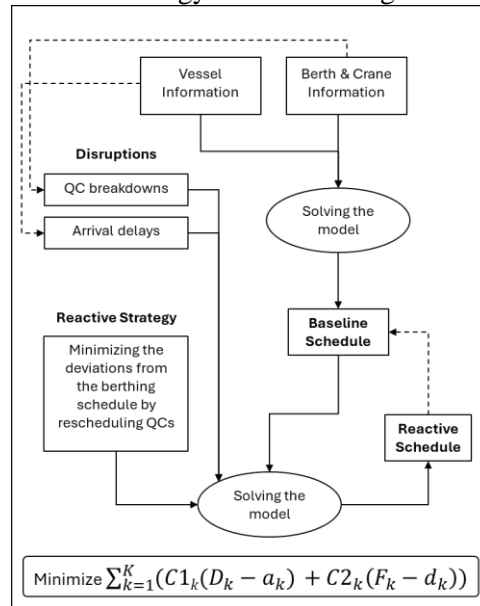 Vessel
Information
Berth & Crane
Information
Disruptions
QC breakdowns
Arrival delays
Solving the
model
Reactive Strategy
Minimizing the
deviations from
the berthing
schedule by
rescheduling QCs
Baseline
Schedule
Reactive
Schedule
Solving the
model
Minimize $\sum_{k=1}^{K}(C1_k(D_k - a_k) + C2_k(F_k - d_k))$